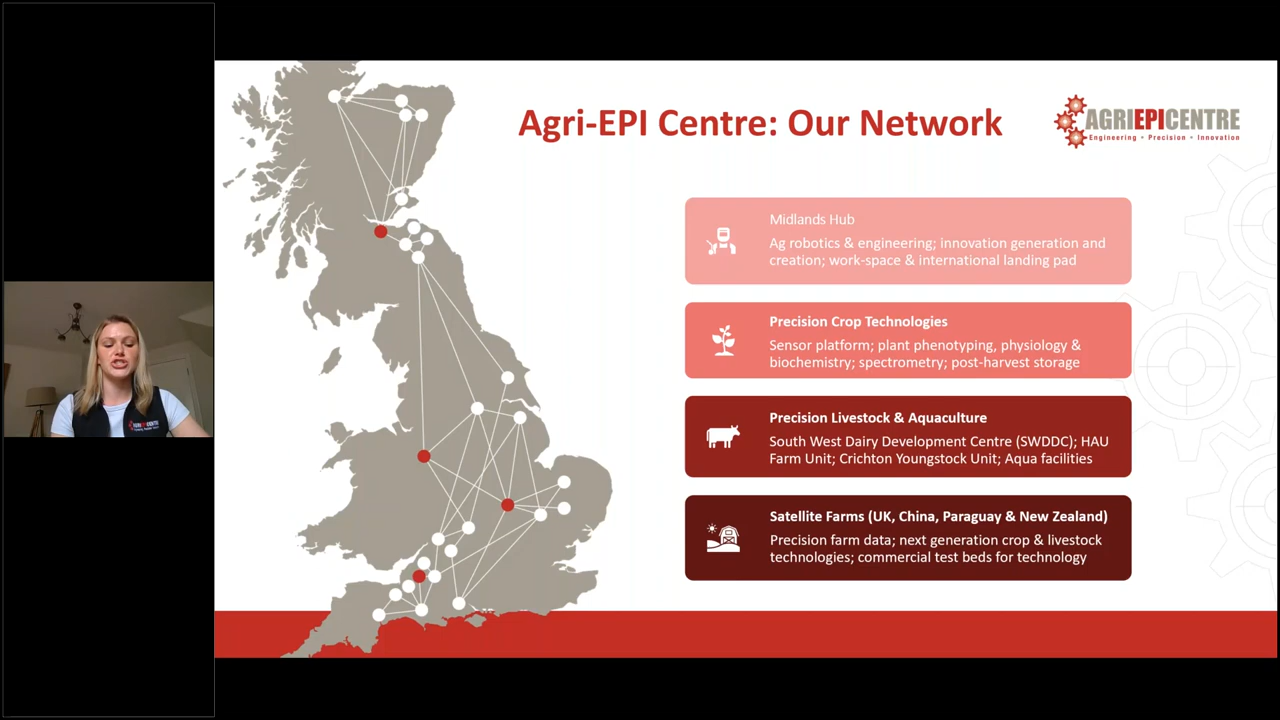 Agri-EPI Centre: Our Network
AGRIEPICENTRE
Engineering • Precision • Innovation
Midlands Hub
Ag robotics & engineering; innovation generation and
creation; work-space & international landing pad
Precision Crop Technologies
Sensor platform; plant phenotyping, physiology &
biochemistry; spectrometry; post-harvest storage
Precision Livestock & Aquaculture
South West Dairy Development Centre (SWDDC); HAU
Farm Unit; Crichton Youngstock Unit; Aqua facilities
Satellite Farms (UK, China, Paraguay & New Zealand)
Precision farm data; next generation crop & livestock
technologies; commercial test beds for technology
AGRIEPICENTRE